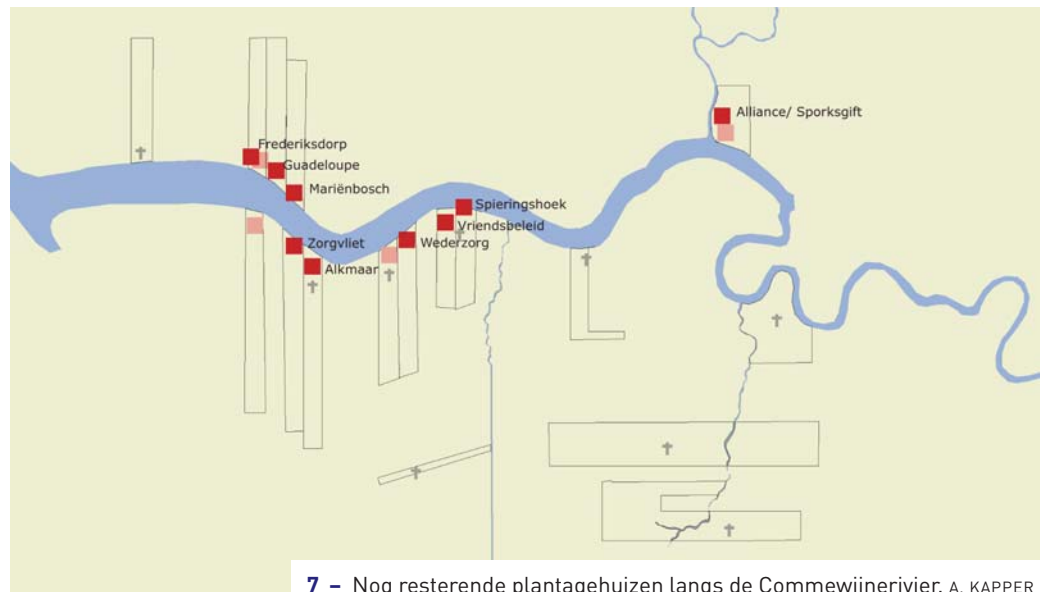 Alliance/ Sporksgift
Frederiksdorp
Guadeloupe
Mariënbosch
Spieringshoek
Vriendsbeleid
Wederzorg
Zorgvliet
Alkmaar
7 – Nog resterende plantagehuizen langs de Commewijnerivier. A. KAPPER